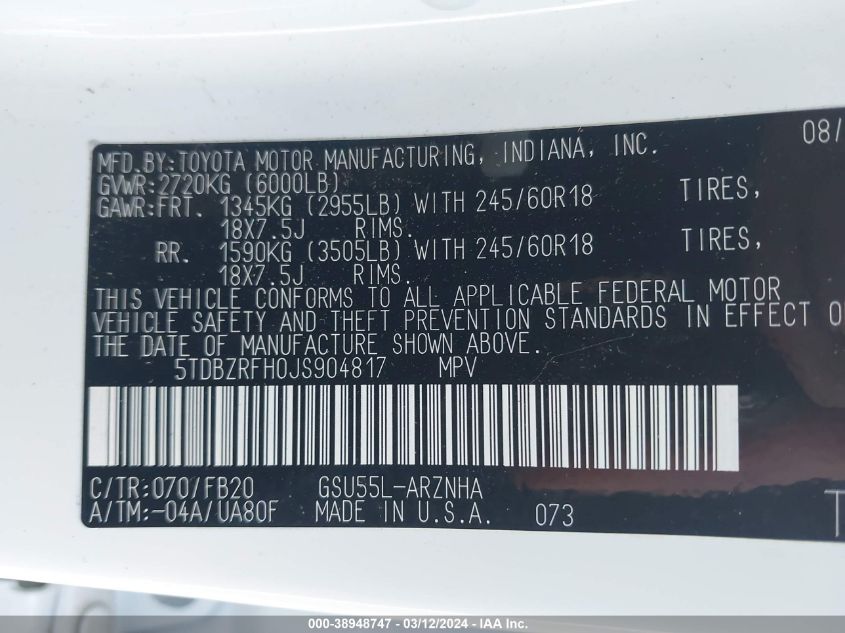 08/
MFD.BY:TOYOTA MOTOR MANUFACTURING, INDIANA, INC.
GVWR:2720KG (6000LB)
GAWR:FRT. 1345KG (2955LB) WITH 245/60R18 TIRES,
18X7.5J RIMS.
RR. 1590KG (3505LB) WITH 245/60R18 TIRES,
18X7.5J RIMS.
THIS VEHICLE CONFORMS TO ALL APPLICABLE FEDERAL MOTOR
VEHICLE SAFETY AND THEFT PREVENTION STANDARDS IN EFFECT O
THE DATE OF MANUFACTURE SHOWN ABOVE.
5TDBZRFH0JS904817 MPV
C/TR:070/FB20 GSU55L-ARZNHA
A/TM:-04A/UA80F MADE IN U.S.A. 073
T
000-38948747 - 03/12/2024 - IAA Inc.